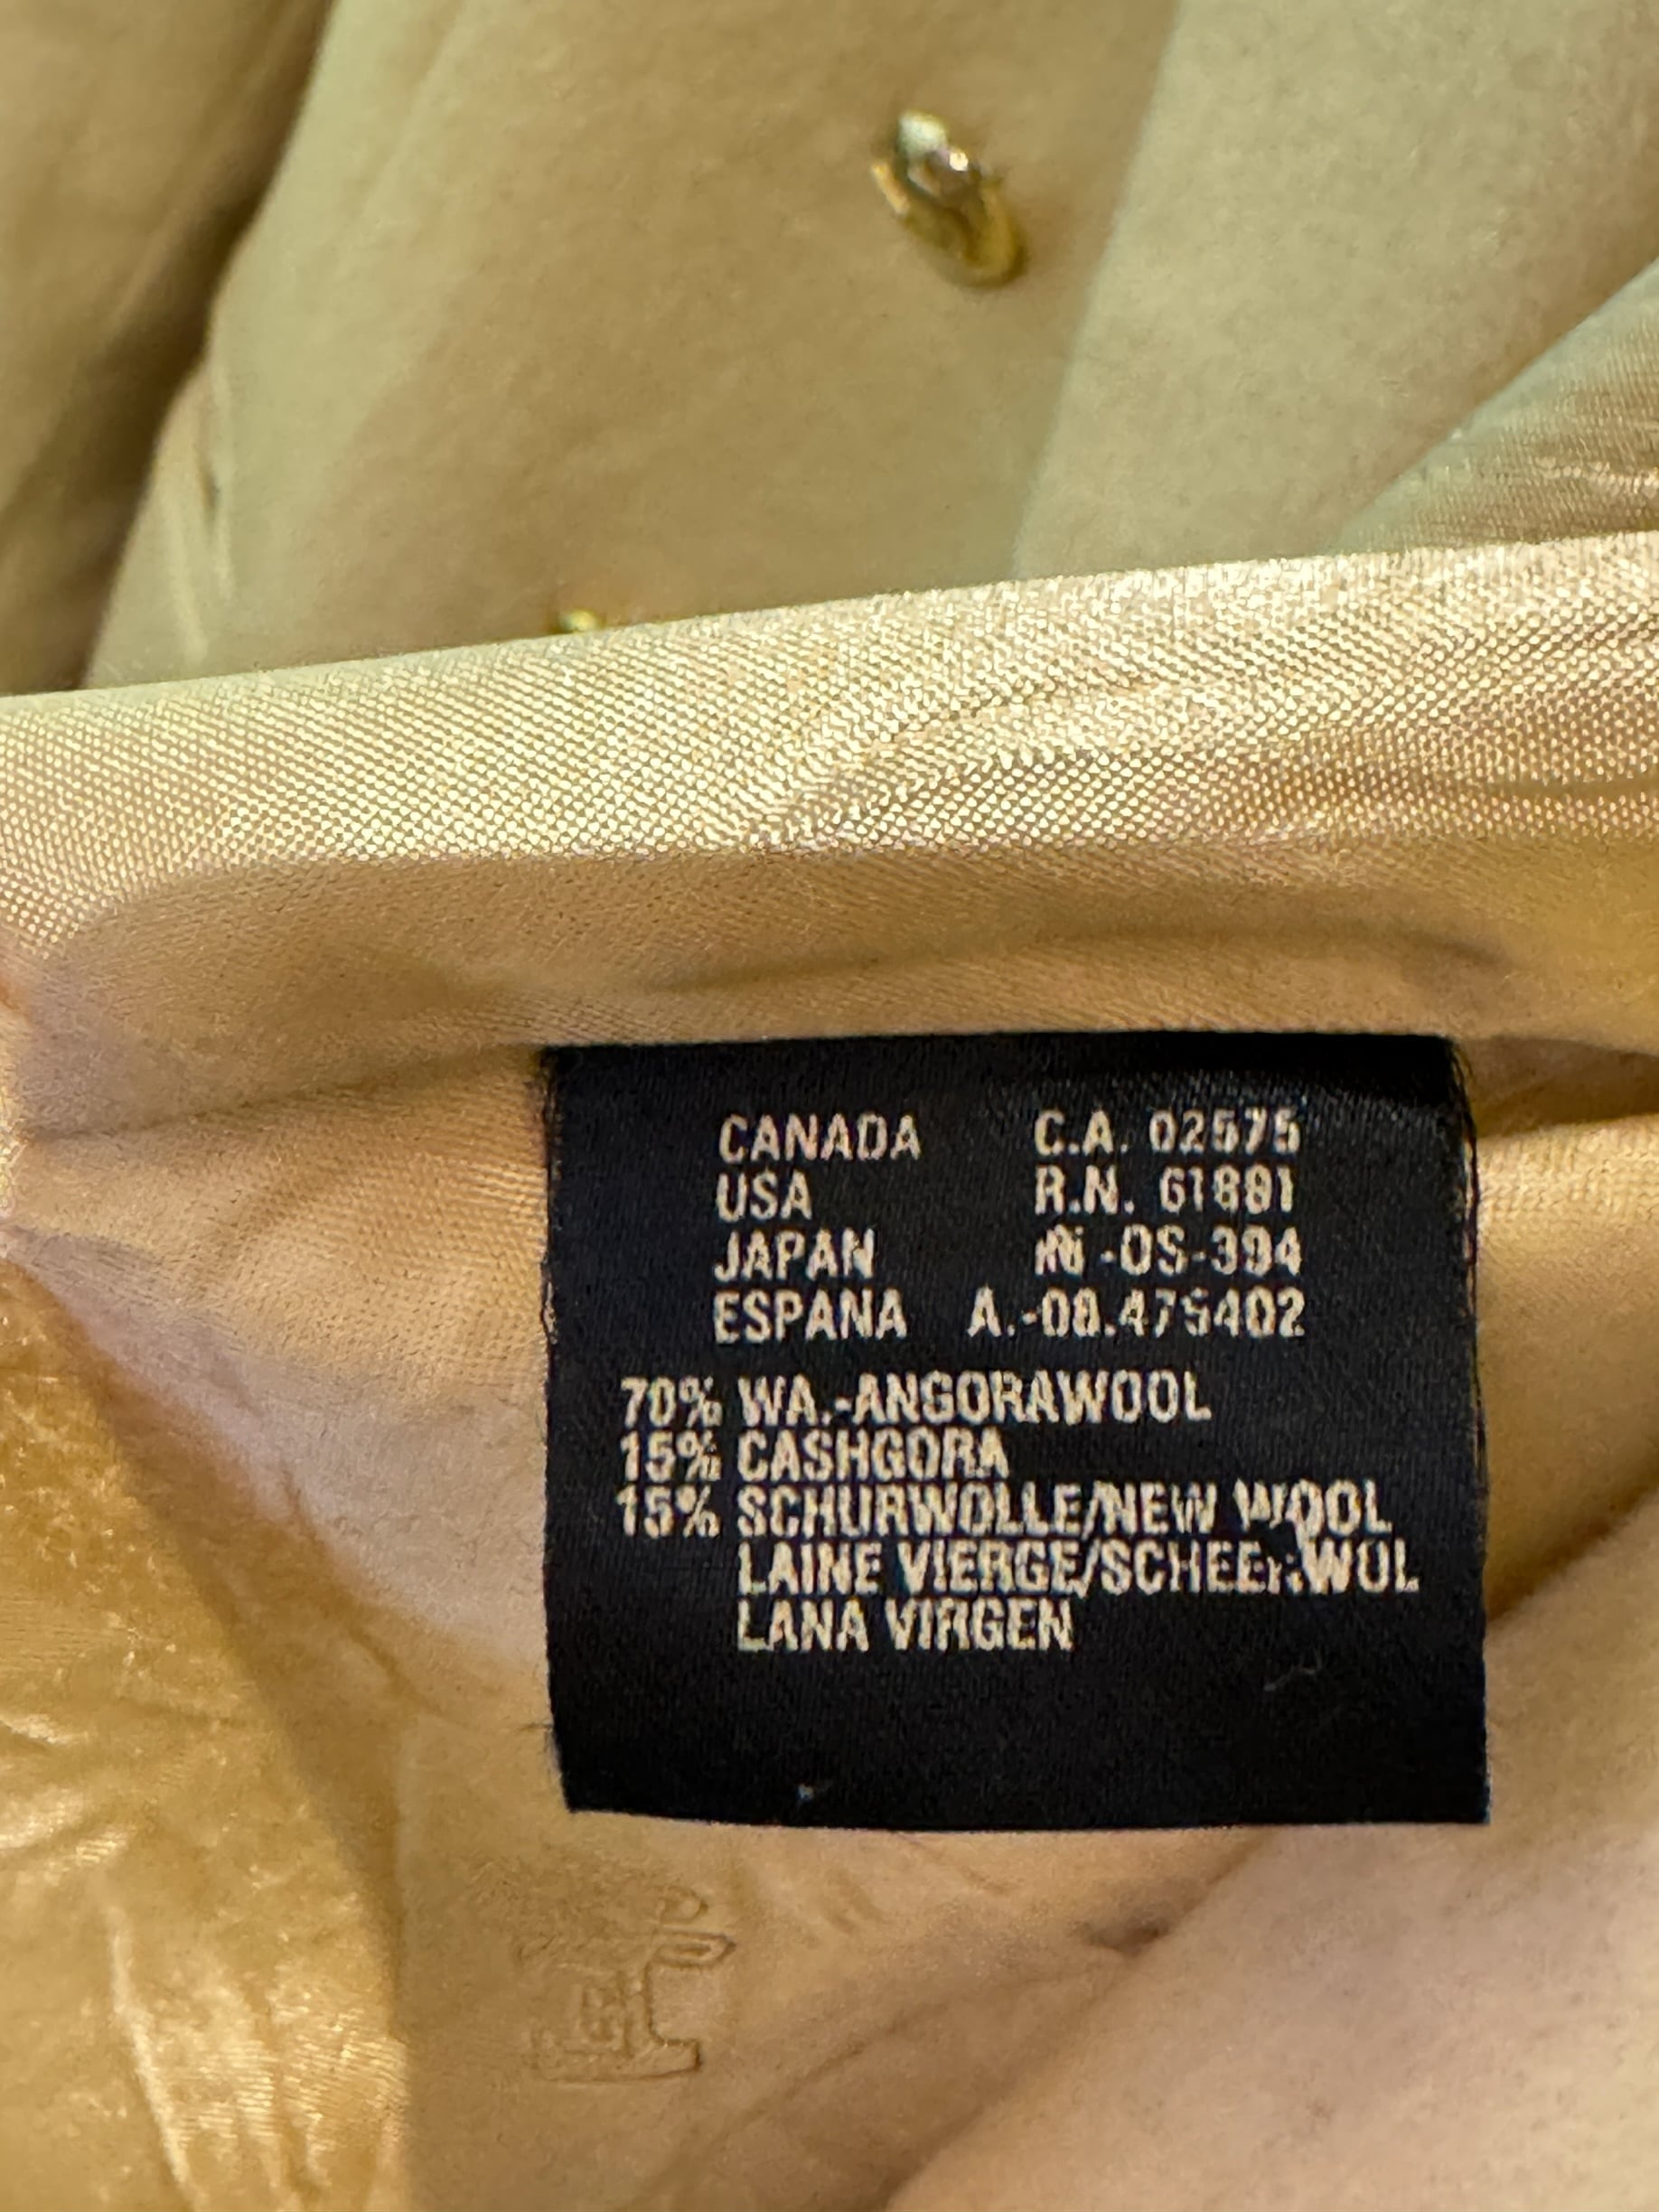 CANADA C.A. 02575
USA R.N. 61881
JAPAN -OS-394
ESPANA A.-08.475402
70% WA.-ANGORAWOOL
15% CASHGORA
15% SCHURWOLLE/NEW WOOL
LAINE VIERGE/SCHEERWOL
LANA VIRGEN